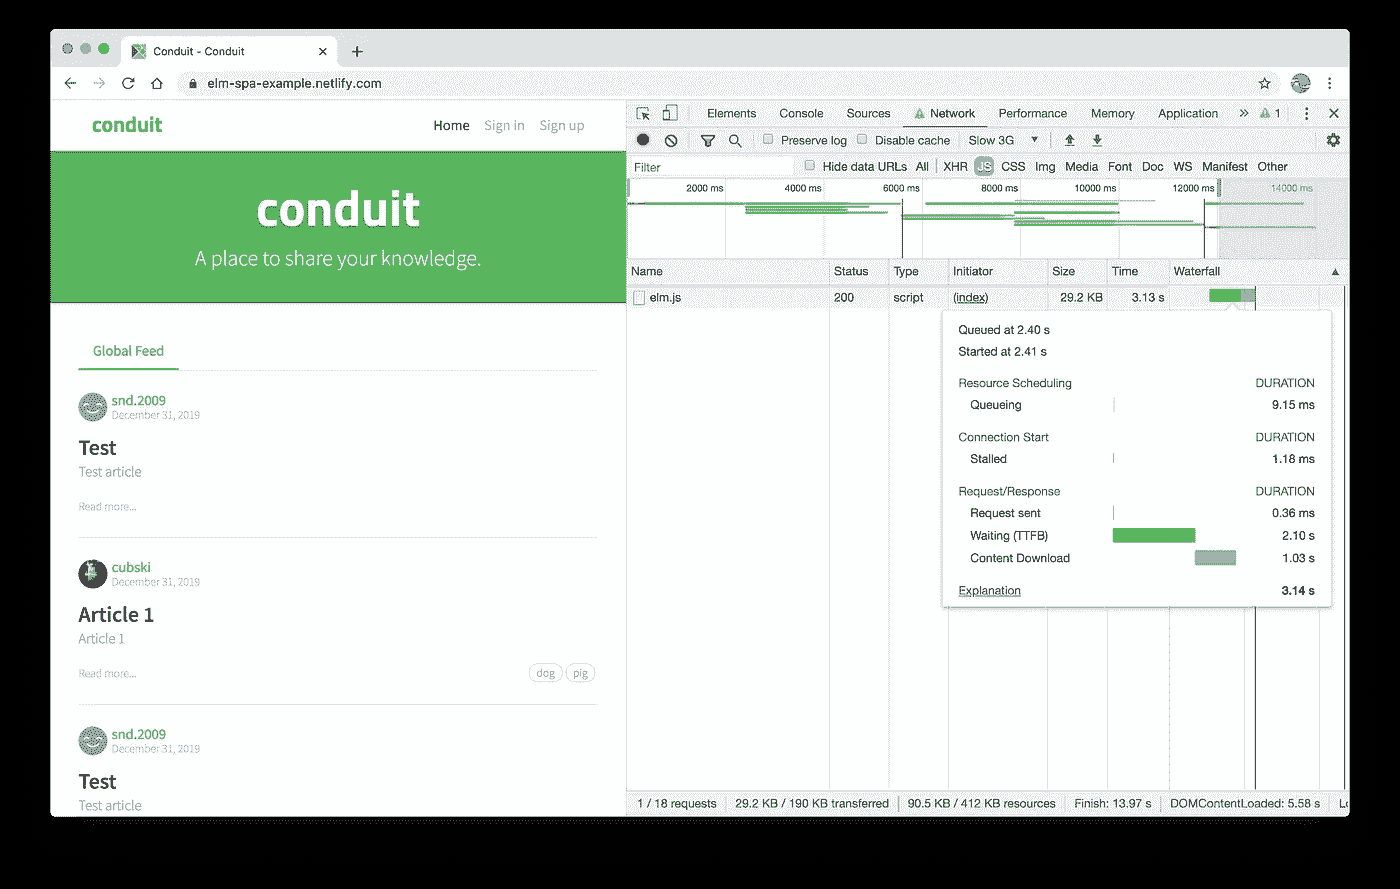 Conduit - Conduit
elm-spa-example.netlify.com
conduit
Home Sign in Sign up
conduit
A place to share your knowledge.
Global Feed
snd.2009
December 31, 2019
Test
Test article
Read more...
cubski
December 31, 2019
Article 1
Article 1
Read more...
dog pig
snd.2009
December 31, 2019
Test
Test article
Elements Console Sources Network Performance Memory Application » 1
Preserve log Disable cache Slow 3G
Filter Hide data URLs All XHR JS CSS Img Media Font Doc WS Manifest Other
2000 ms 4000 ms 6000 ms 8000 ms 10000 ms 12000 ms 14000 ms
Name Status Type Initiator Size Time Waterfall
elm.js 200 script (index) 29.2 KB 3.13 s
Queued at 2.40 s
Started at 2.41 s
Resource Scheduling DURATION
Queueing 9.15 ms
Connection Start DURATION
Stalled 1.18 ms
Request/Response DURATION
Request sent 0.36 ms
Waiting (TTFB) 2.10 s
Content Download 1.03 s
Explanation 3.14 s
1 / 18 requests 29.2 KB / 190 KB transferred 90.5 KB / 412 KB resources Finish: 13.97 s DOMContentLoaded: 5.58 s